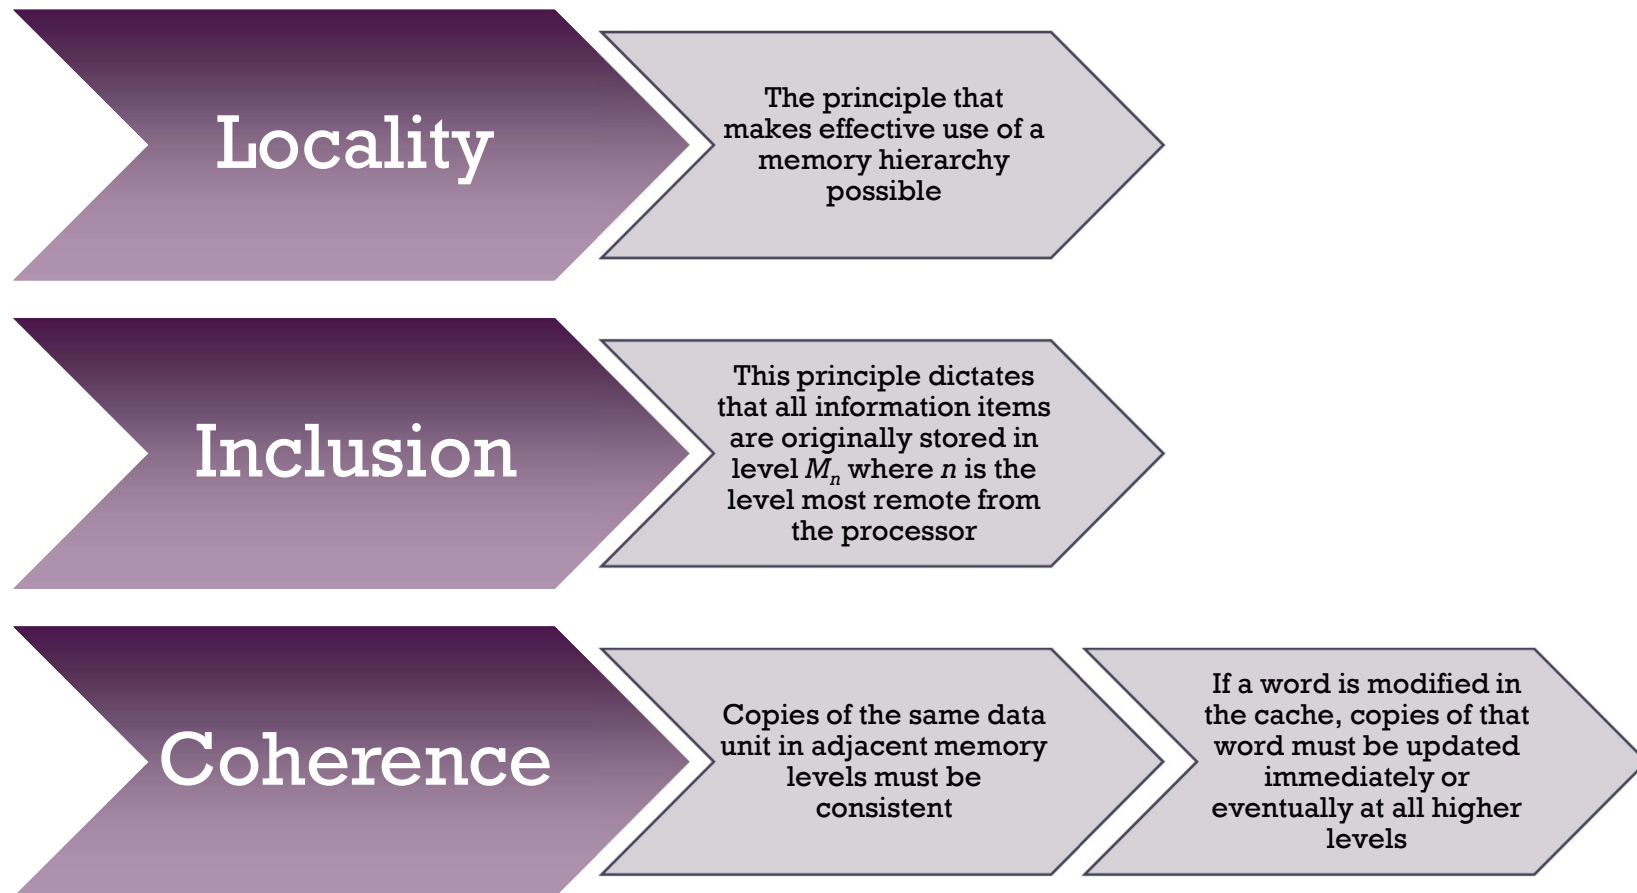 Locality
The principle that
makes effective use of a
memory hierarchy
possible
Inclusion
This principle dictates
that all information items
are originally stored in
level Mn where n is the
level most remote from
the processor
Coherence
Copies of the same data
unit in adjacent memory
levels must be
consistent
If a word is modified in
the cache, copies of that
word must be updated
immediately or
eventually at all higher
levels